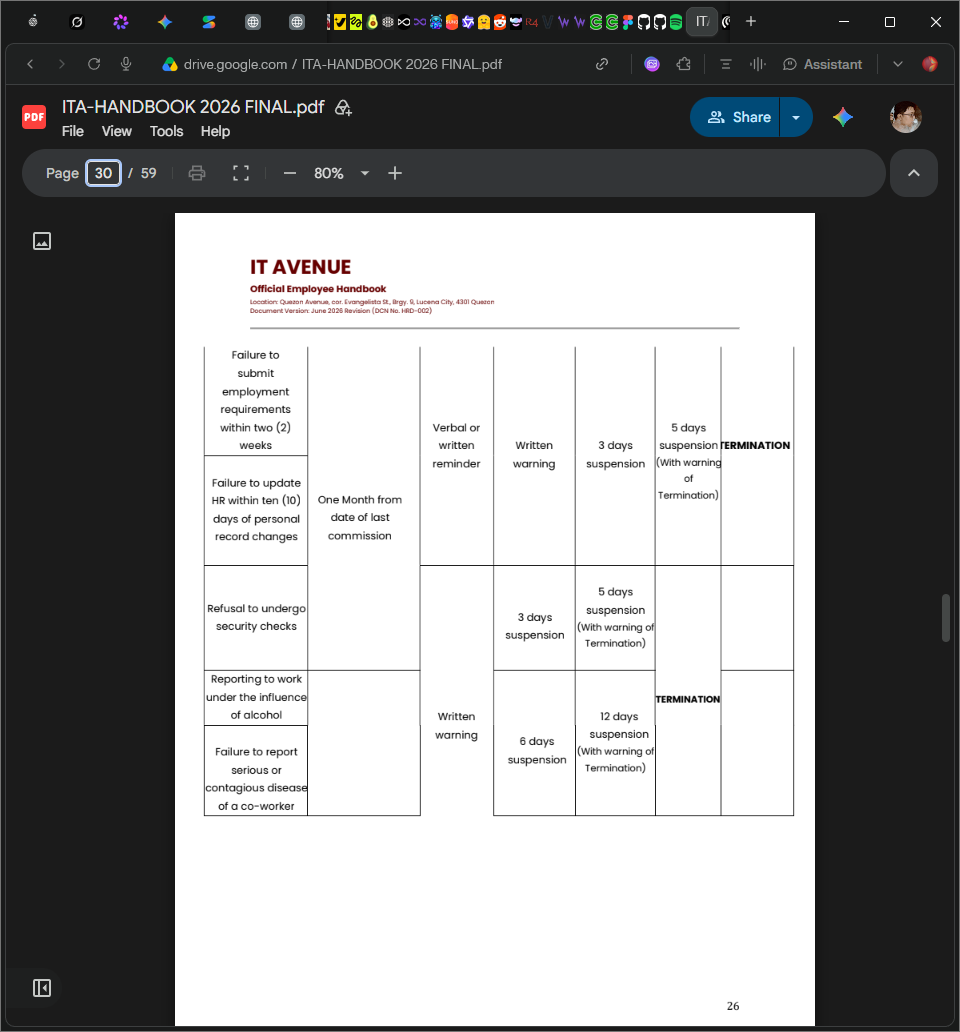 IT A
drive.google.com / ITA-HANDBOOK 2026 FINAL.pdf
Assistant
PDF
ITA-HANDBOOK 2026 FINAL.pdf
File View Tools Help
Share
Page 30 / 59
80%
IT AVENUE
Official Employee Handbook
Location: Quezon Avenue, cor. Evangelista St., Brgy. 9, Lucena City, 4301 Quezon
Document Version: June 2026 Revision (DCN No. HRD-002)
Failure to
submit
employment
requirements
within two (2)
weeks
One Month from
date of last
commission
Verbal or
written
reminder
Written
warning
3 days
suspension
5 days
suspension
(With warning
of
Termination)
TERMINATION
Failure to update
HR within ten (10)
days of personal
record changes
Refusal to undergo
security checks
Written
warning
3 days
suspension
5 days
suspension
(With warning of
Termination)
TERMINATION
Reporting to work
under the influence
of alcohol
6 days
suspension
12 days
suspension
(With warning of
Termination)
Failure to report
serious or
contagious disease
of a co-worker
26